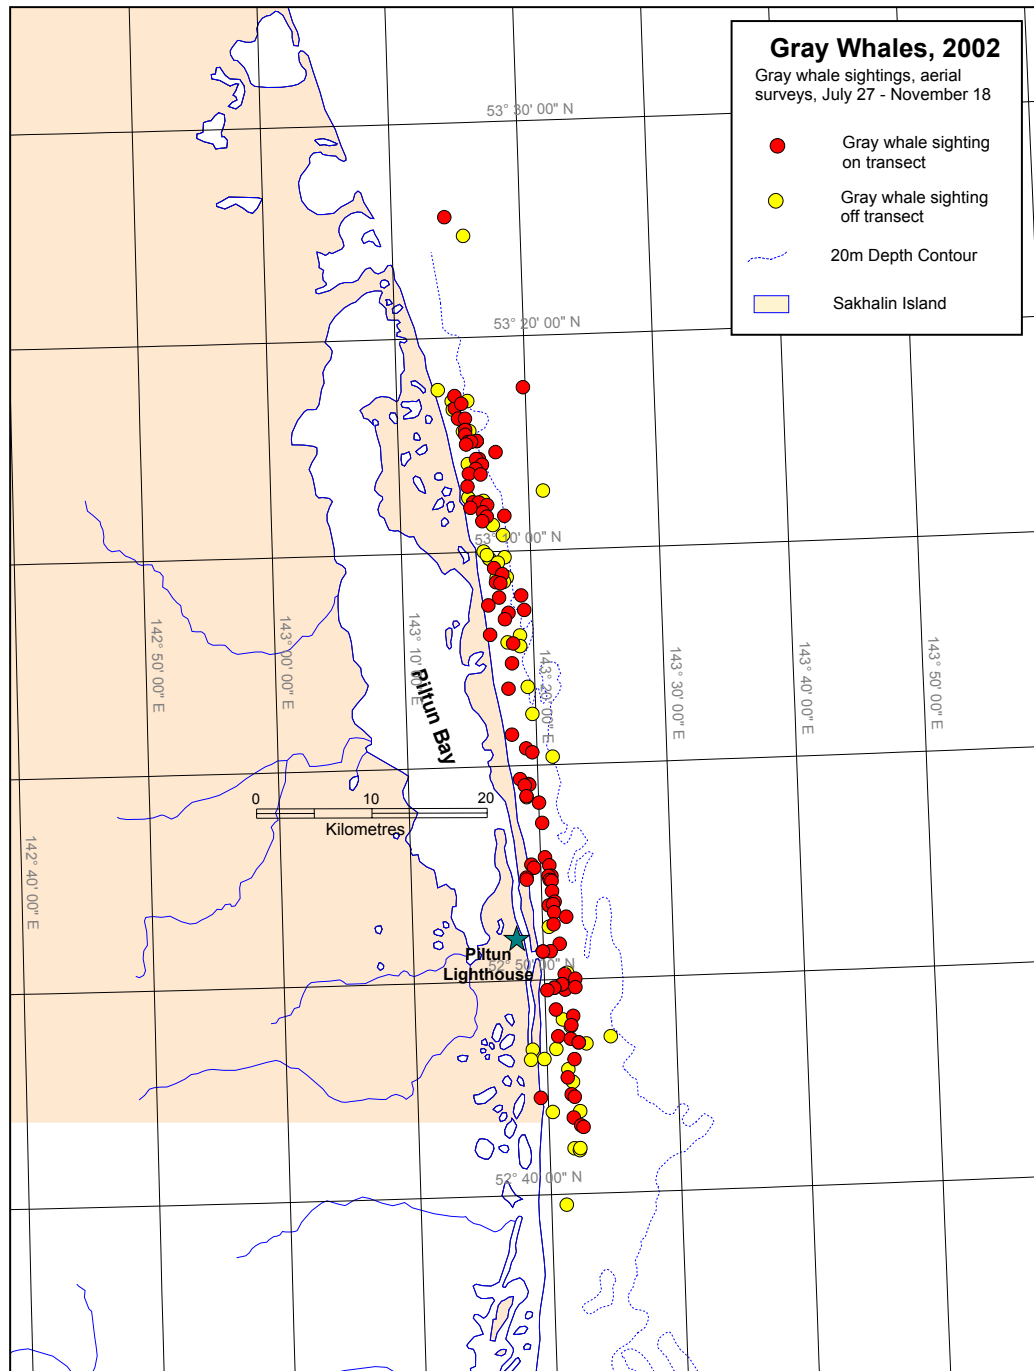 Gray Whales, 2002
Gray whale sightings, aerial
surveys, July 27 - November 18
Gray whale sighting
on transect
Gray whale sighting
off transect
20m Depth Contour
Sakhalin Island
53° 30' 00" N
53° 20' 00" N
53° 10' 00" N
142° 40' 00" E
142° 50' 00" E
143° 00' 00" E
143° 10' 00" E
143° 20' 00" E
143° 30' 00" E
143° 40' 00" E
143° 50' 00" E
Piltun Bay
0 10 20
Kilometres
Piltun
Lighthouse
52° 50' 00" N
52° 40' 00" N